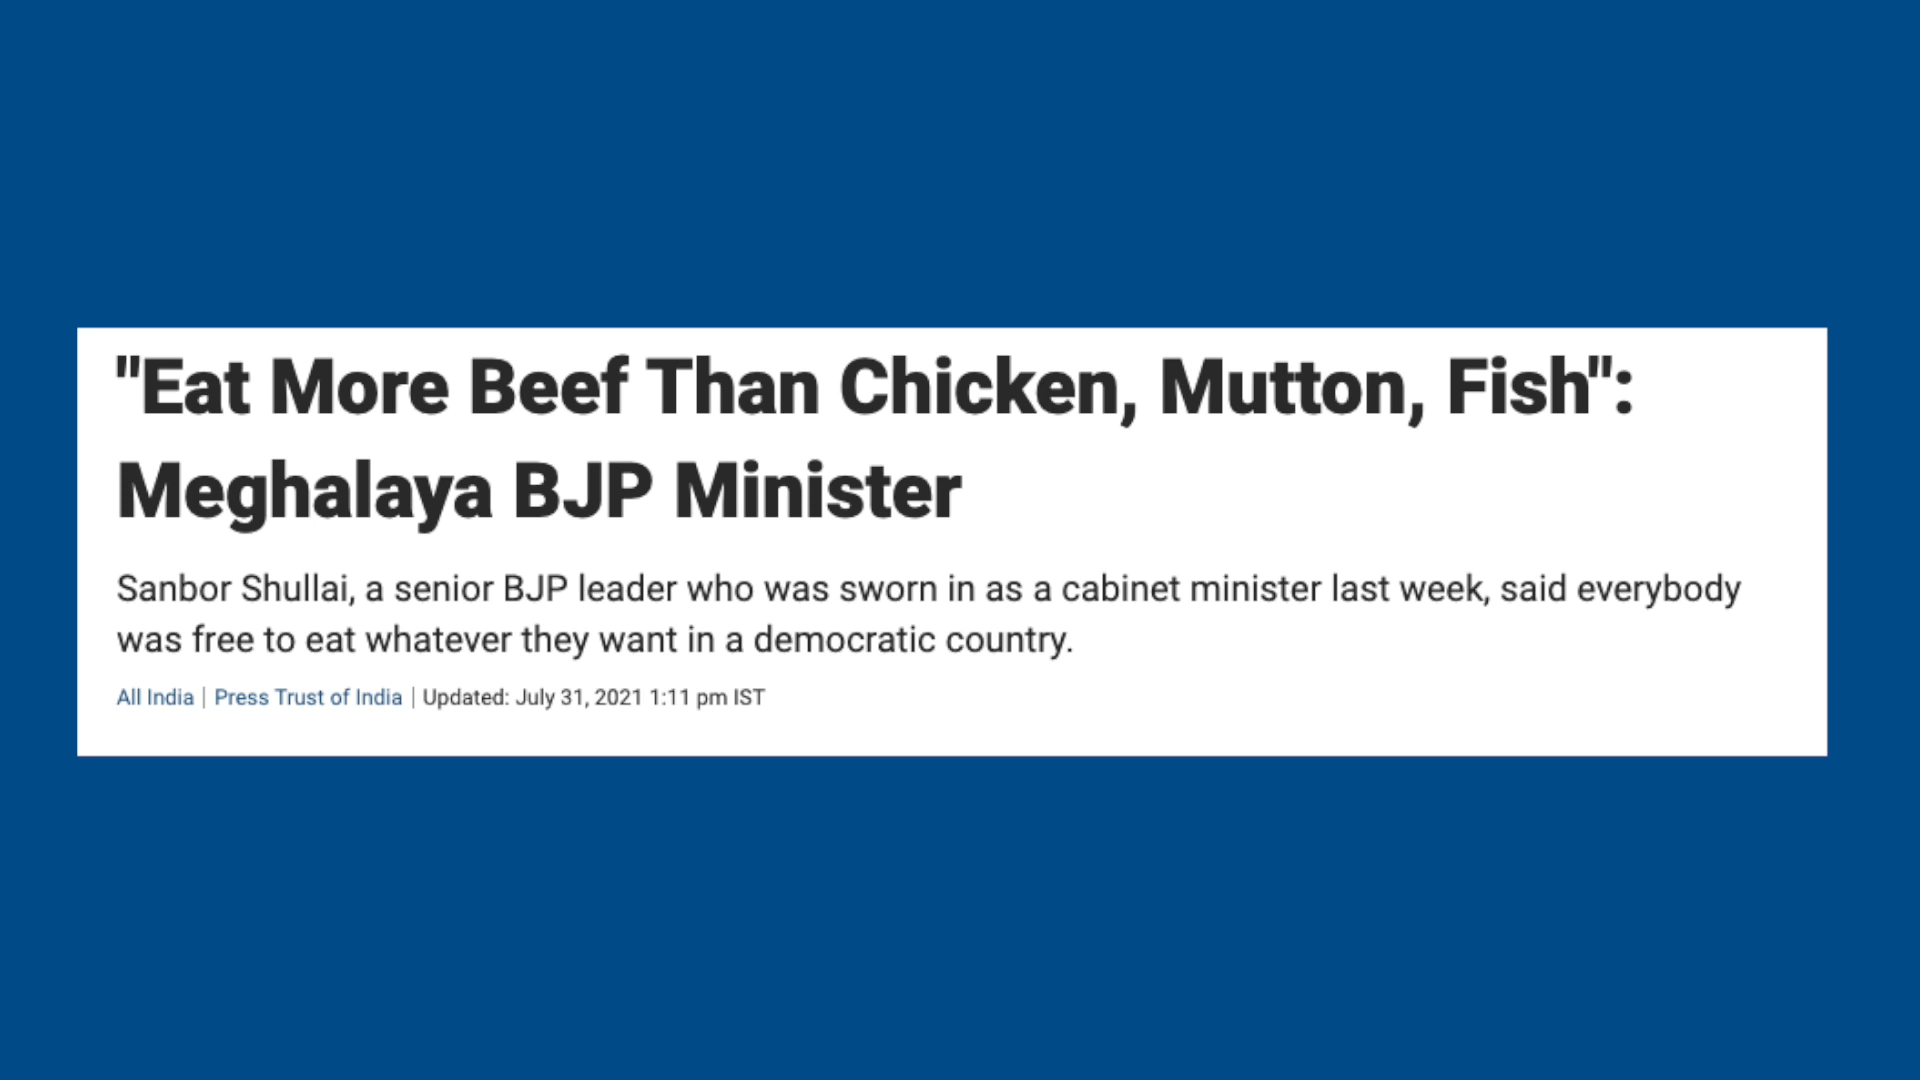 "Eat More Beef Than Chicken, Mutton, Fish":
Meghalaya BJP Minister
Sanbor Shullai, a senior BJP leader who was sworn in as a cabinet minister last week, said everybody
was free to eat whatever they want in a democratic country.
All India | Press Trust of India | Updated: July 31, 2021 1:11 pm IST